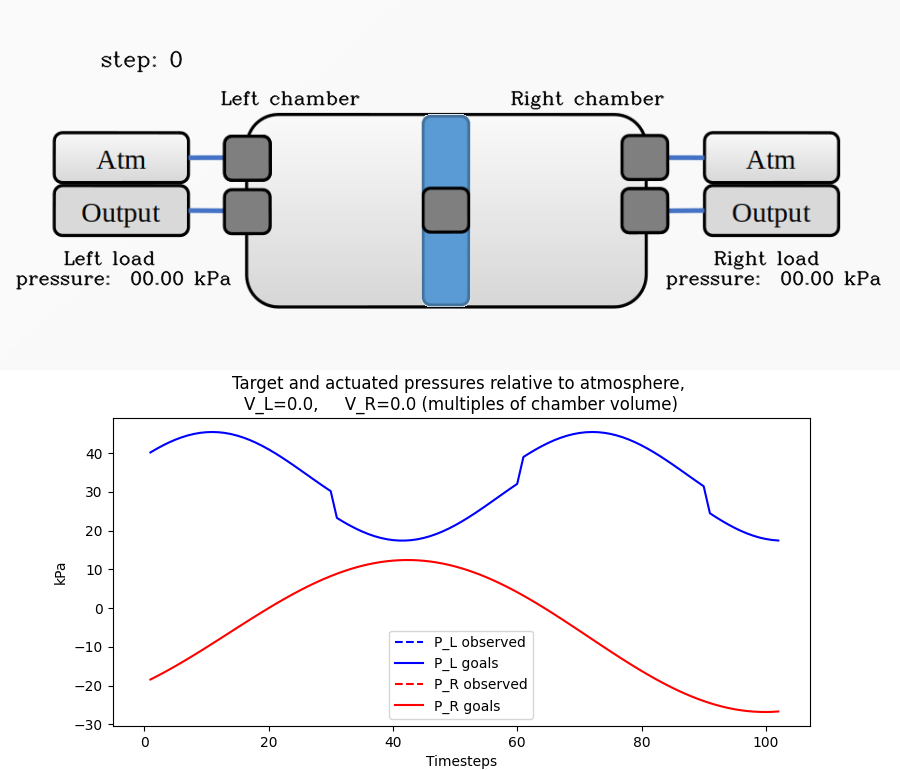 step: 0
Left chamber
Right chamber
Atm
Atm
Output
Output
Left load
pressure: 00.00 kPa
Right load
pressure: 00.00 kPa
Target and actuated pressures relative to atmosphere,
V_L=0.0, V_R=0.0 (multiples of chamber volume)
kPa
40
30
20
10
0
−10
−20
−30
P_L observed
P_L goals
P_R observed
P_R goals
0
20
40
60
80
100
Timesteps